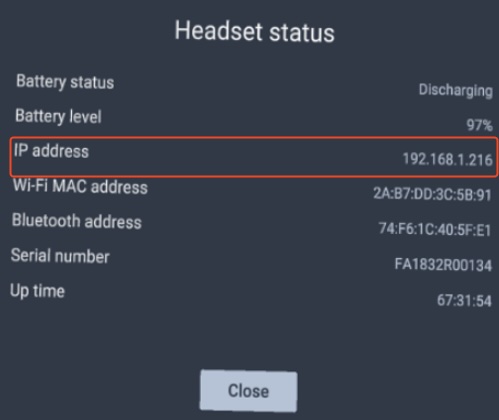 Headset status
Battery status Discharging
Battery level 97%
IP address 192.168.1.216
Wi-Fi MAC address 2A:B7:DD:3C:5B:91
Bluetooth address 74:F6:1C:40:5F:E1
Serial number FA1832R00134
Up time 67:31:54
Close